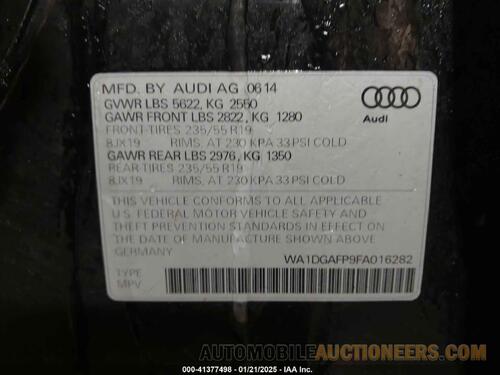 MFD. BY AUDI AG 06 14
GVWR LBS 5622, KG 2550
GAWR FRONT LBS 2822, KG 1280
FRONT-TIRES 235/55 R19
8JX19 RIMS, AT 230 KPA 33 PSI COLD
GAWR REAR LBS 2976, KG 1350
REAR-TIRES 235/55 R19
8JX19 RIMS, AT 230 KPA 33 PSI COLD
Audi
THIS VEHICLE CONFORMS TO ALL APPLICABLE
U.S. FEDERAL MOTOR VEHICLE SAFETY AND
THEFT PREVENTION STANDARDS IN EFFECT ON
THE DATE OF MANUFACTURE SHOWN ABOVE
GERMANY
WA1DGAFP9FA016282
TYPE
MPV
AUTOMOBILEAUCTIONEER.COM
000-41377498 - 01/21/2025 - IAA Inc.